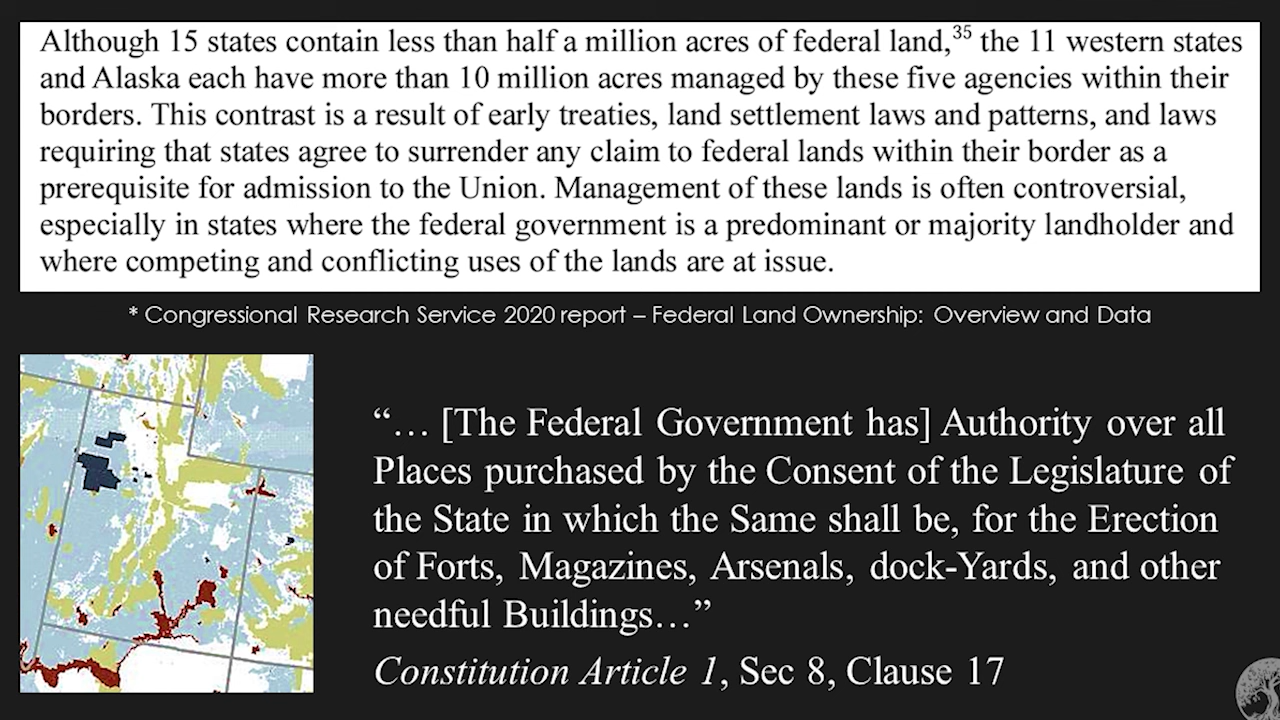 Although 15 states contain less than half a million acres of federal land,35 the 11 western states
and Alaska each have more than 10 million acres managed by these five agencies within their
borders. This contrast is a result of early treaties, land settlement laws and patterns, and laws
requiring that states agree to surrender any claim to federal lands within their border as a
prerequisite for admission to the Union. Management of these lands is often controversial,
especially in states where the federal government is a predominant or majority landholder and
where competing and conflicting uses of the lands are at issue.
* Congressional Research Service 2020 report – Federal Land Ownership: Overview and Data
“… [The Federal Government has] Authority over all
Places purchased by the Consent of the Legislature of
the State in which the Same shall be, for the Erection
of Forts, Magazines, Arsenals, dock-Yards, and other
needful Buildings…”
Constitution Article 1, Sec 8, Clause 17